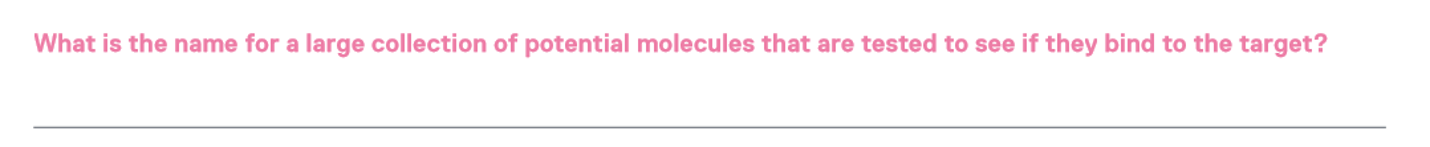 What is the name for a large collection of potential molecules that are tested to see if they bind to the target?